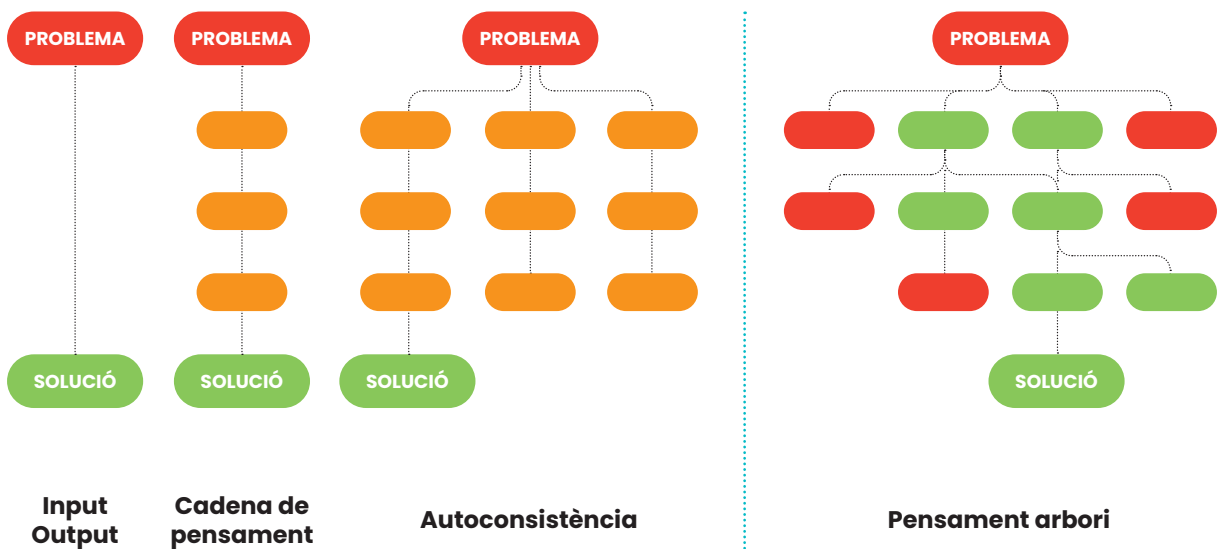 PROBLEMA
PROBLEMA
PROBLEMA
PROBLEMA
SOLUCIÓ
SOLUCIÓ
SOLUCIÓ
SOLUCIÓ
Input
Output
Cadena de
pensament
Autoconsistència
Pensament arbori